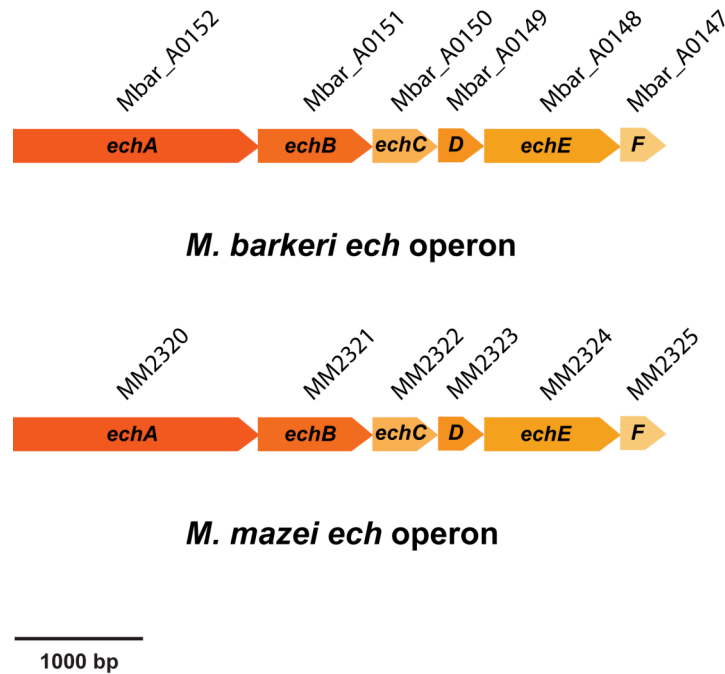 Mbar_A0152 Mbar_A0151 Mbar_A0150 Mbar_A0149 Mbar_A0148 Mbar_A0147
echA echB echC D echE F
M. barkeri ech operon
MM2320 MM2321 MM2322 MM2323 MM2324 MM2325
echA echB echC D echE F
M. mazei ech operon
1000 bp